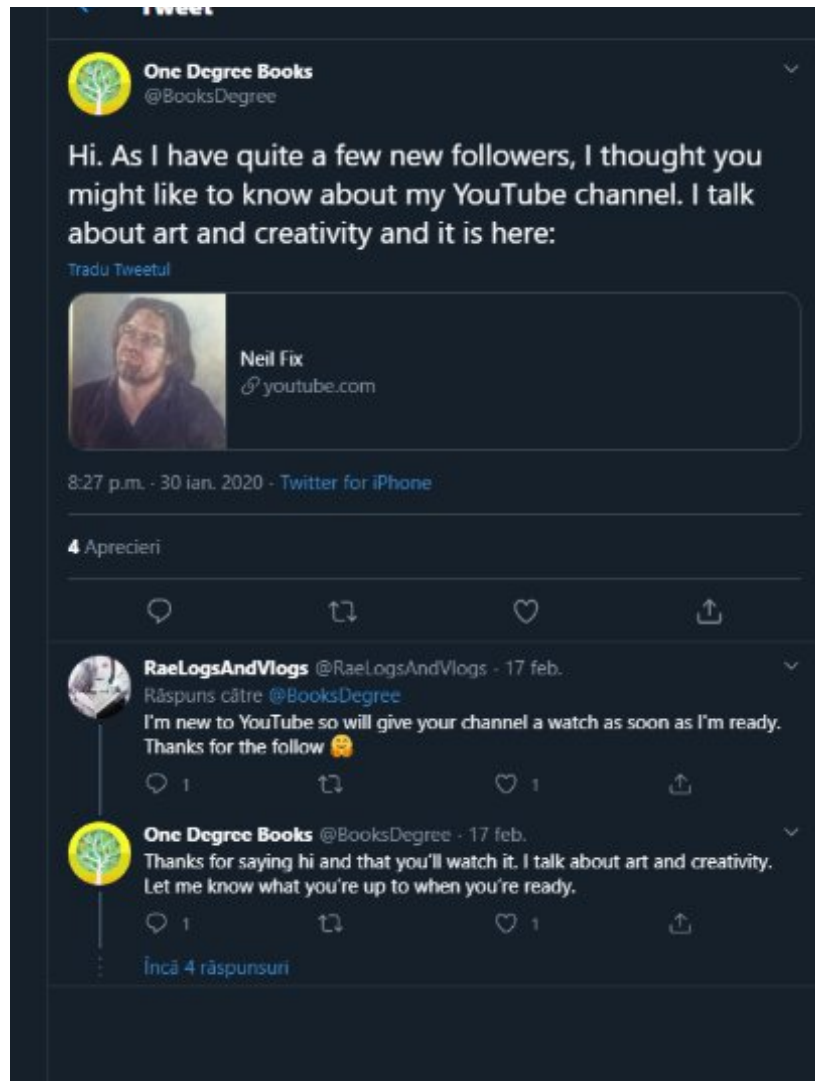 Tweet
One Degree Books
@BooksDegree
Hi. As I have quite a few new followers, I thought you
might like to know about my YouTube channel. I talk
about art and creativity and it is here:
Tradu Tweetul
Neil Fix
youtube.com
8:27 p.m. · 30 ian. 2020 · Twitter for iPhone
4 Aprecieri
RaeLogsAndVlogs @RaeLogsAndVlogs · 17 feb.
Răspuns către @BooksDegree
I'm new to YouTube so will give your channel a watch as soon as I'm ready.
Thanks for the follow 🤗
1 1
One Degree Books @BooksDegree · 17 feb.
Thanks for saying hi and that you'll watch it. I talk about art and creativity.
Let me know what you're up to when you're ready.
1 1
Încă 4 răspunsuri